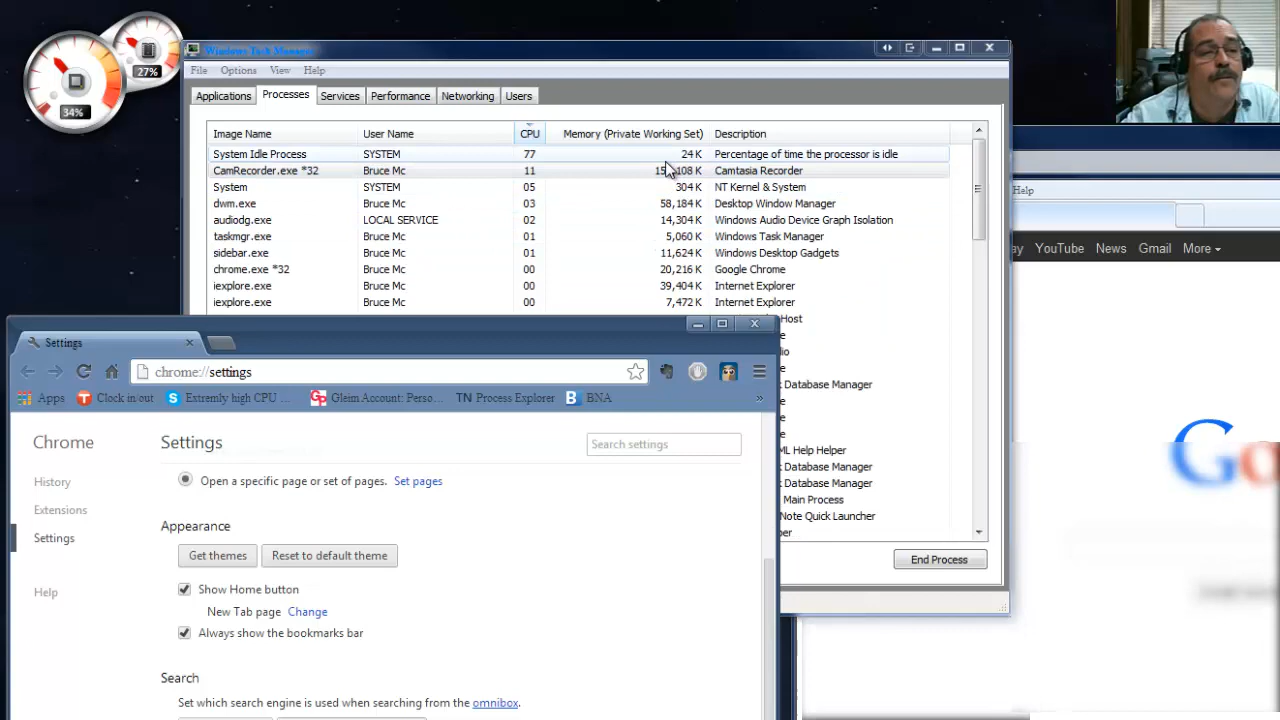 27%
34%
Windows Task Manager
File Options View Help
Applications Processes Services Performance Networking Users
Image Name User Name CPU Memory (Private Working Set) Description
System Idle Process SYSTEM 77 24 K Percentage of time the processor is idle
CamRecorder.exe *32 Bruce Mc 11 108 K Camtasia Recorder
System SYSTEM 05 304 K NT Kernel & System
dwm.exe Bruce Mc 03 58,184 K Desktop Window Manager
audiodg.exe LOCAL SERVICE 02 14,304 K Windows Audio Device Graph Isolation
taskmgr.exe Bruce Mc 01 5,060 K Windows Task Manager
sidebar.exe Bruce Mc 01 11,624 K Windows Desktop Gadgets
chrome.exe *32 Bruce Mc 00 20,216 K Google Chrome
iexplore.exe Bruce Mc 00 39,404 K Internet Explorer
iexplore.exe Bruce Mc 00 7,472 K Internet Explorer
Host
Database Manager
ML Help Helper
Database Manager
Database Manager
Main Process
Note Quick Launcher
End Process
Settings
chrome://settings
Apps Clock in/out Extremly high CPU ... Gleim Account: Perso... TN Process Explorer B BNA »
Chrome
History
Extensions
Settings
Help
Settings
Search settings
Open a specific page or set of pages. Set pages
Appearance
Get themes Reset to default theme
Show Home button
New Tab page Change
Always show the bookmarks bar
Search
Set which search engine is used when searching from the omnibox.
Help
ay YouTube News Gmail More
Go